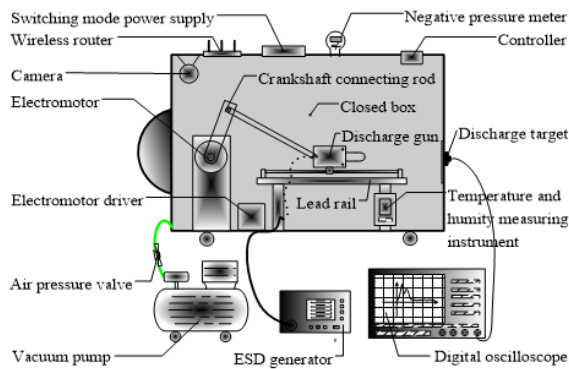 Switching mode power supply
Negative pressure meter
Wireless router
Controller
Camera
Crankshaft connecting rod
Electromotor
Closed box
Discharge gun
Discharge target
Electromotor driver
Lead rail
Temperature and
humity measuring
instrument
Air pressure valve
Vacuum pump
ESD generator
Digital oscilloscope